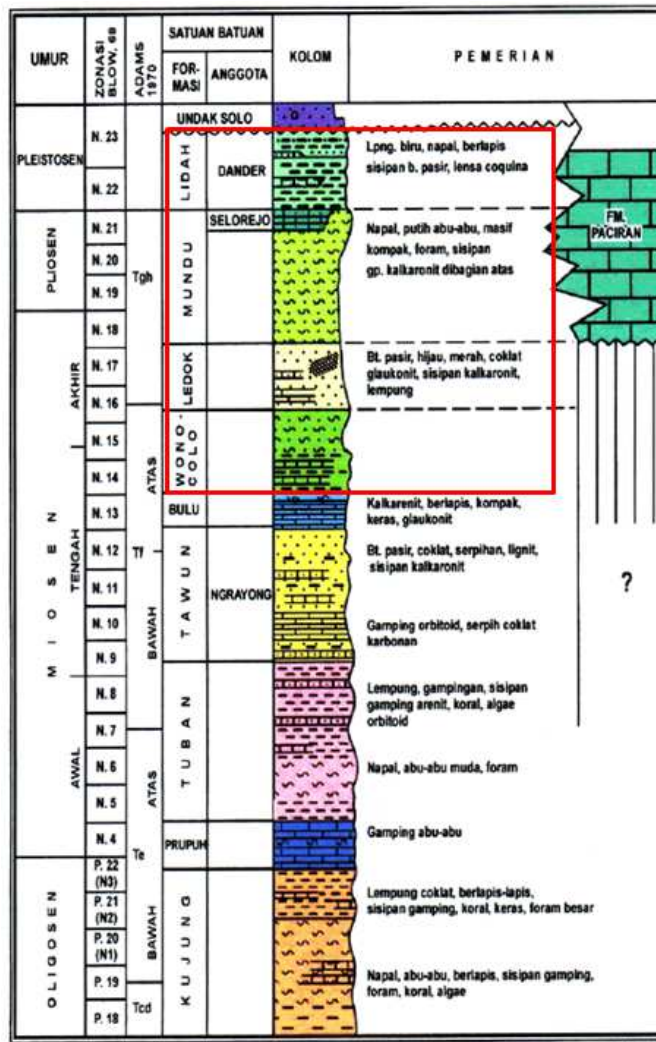 UMUR
ZONASI
BLOW, 69
ADAMS
1970
SATUAN BATUAN
FOR-
MASI
ANGGOTA
KOLOM
PEMERIAN
PLEISTOSEN
PLIOSEN
MIOSEN
AKHIR
TENGAH
AWAL
OLIGOSEN
N. 23
N. 22
N. 21
N. 20
N. 19
N. 18
N. 17
N. 16
N. 15
N. 14
N. 13
N. 12
N. 11
N. 10
N. 9
N. 8
N. 7
N. 6
N. 5
N. 4
P. 22
(N3)
P. 21
(N2)
P. 20
(N1)
P. 19
P. 18
Tgh
ATAS
Tf
BAWAH
ATAS
Te
BAWAH
Tcd
UNDAK SOLO
LIDAH
MUNDU
LEDOK
WONO-
COLO
BULU
TAWUN
TUBAN
PRUPUH
KUJUNG
DANDER
SELOREJO
NGRAYONG
Lpng. biru, napal, berlapis
sisipan b. pasir, lensa coquina
Napal, putih abu-abu, masif
kompak, foram, sisipan
gp. kalkaronit dibagian atas
Bt. pasir, hijau, merah, coklat
glaukonit, sisipan kalkaronit,
lempung
Kalkarenit, berlapis, kompak,
keras, glaukonit
Bt. pasir, coklat, serpihan, lignit,
sisipan kalkaronit
Gamping orbitoid, serpih coklat
karbonan
Lempung, gampingan, sisipan
gamping arenit, koral, algae
orbitoid
Napal, abu-abu muda, foram
Gamping abu-abu
Lempung coklat, berlapis-lapis,
sisipan gamping, koral, keras, foram besar
Napal, abu-abu, berlapis, sisipan gamping,
foram, koral, algae
FM.
PACIRAN
?